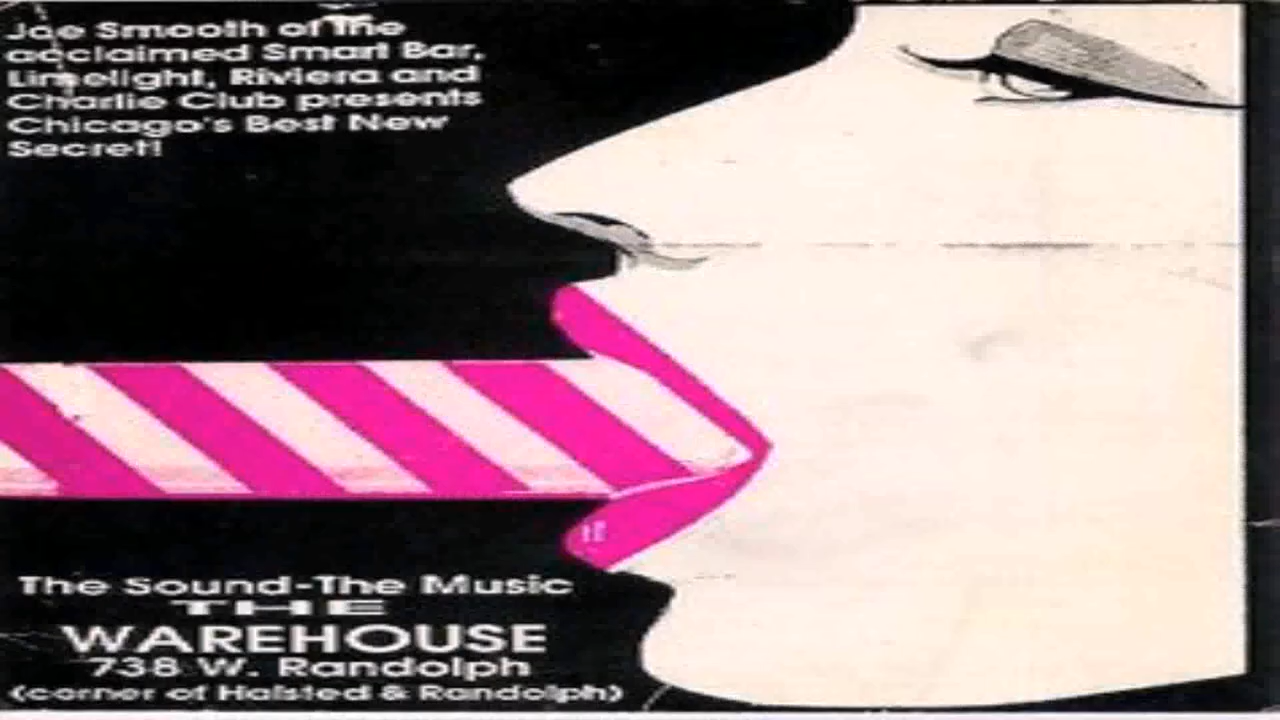 Joe Smooth of The
acclaimed Smart Bar,
Limelight, Riviera and
Charlie Club presents
Chicago's Best New
Secret!
The Sound-The Music
THE
WAREHOUSE
738 W. Randolph
(corner of Halsted & Randolph)